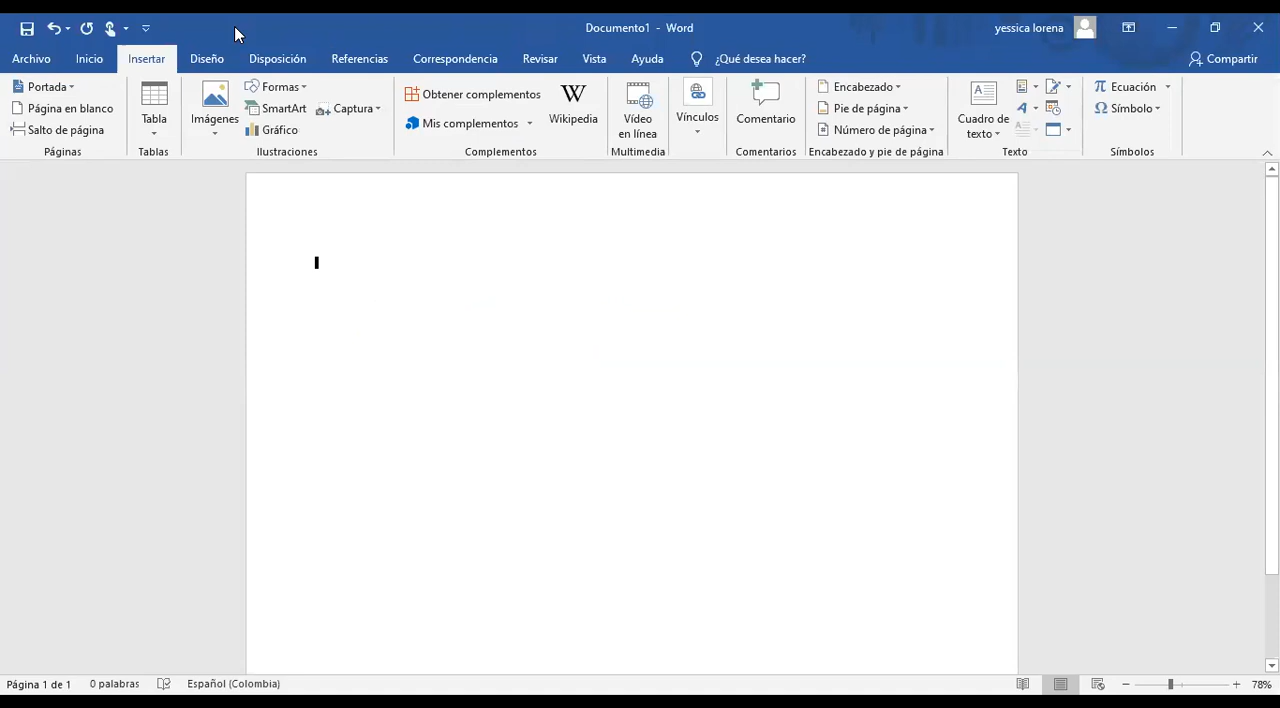 Documento1 - Word
yessica lorena
Archivo Inicio Insertar Diseño Disposición Referencias Correspondencia Revisar Vista Ayuda ¿Qué desea hacer? Compartir
Portada
Página en blanco
Salto de página
Páginas
Tabla
Tablas
Imágenes
Formas
SmartArt
Gráfico
Captura
Ilustraciones
Obtener complementos
Mis complementos
W
Wikipedia
Complementos
Vídeo
en línea
Multimedia
Vínculos
Comentario
Comentarios
Encabezado
Pie de página
Número de página
Encabezado y pie de página
Cuadro de
texto
Texto
π Ecuación
Ω Símbolo
Símbolos
Página 1 de 1 0 palabras Español (Colombia) 78%